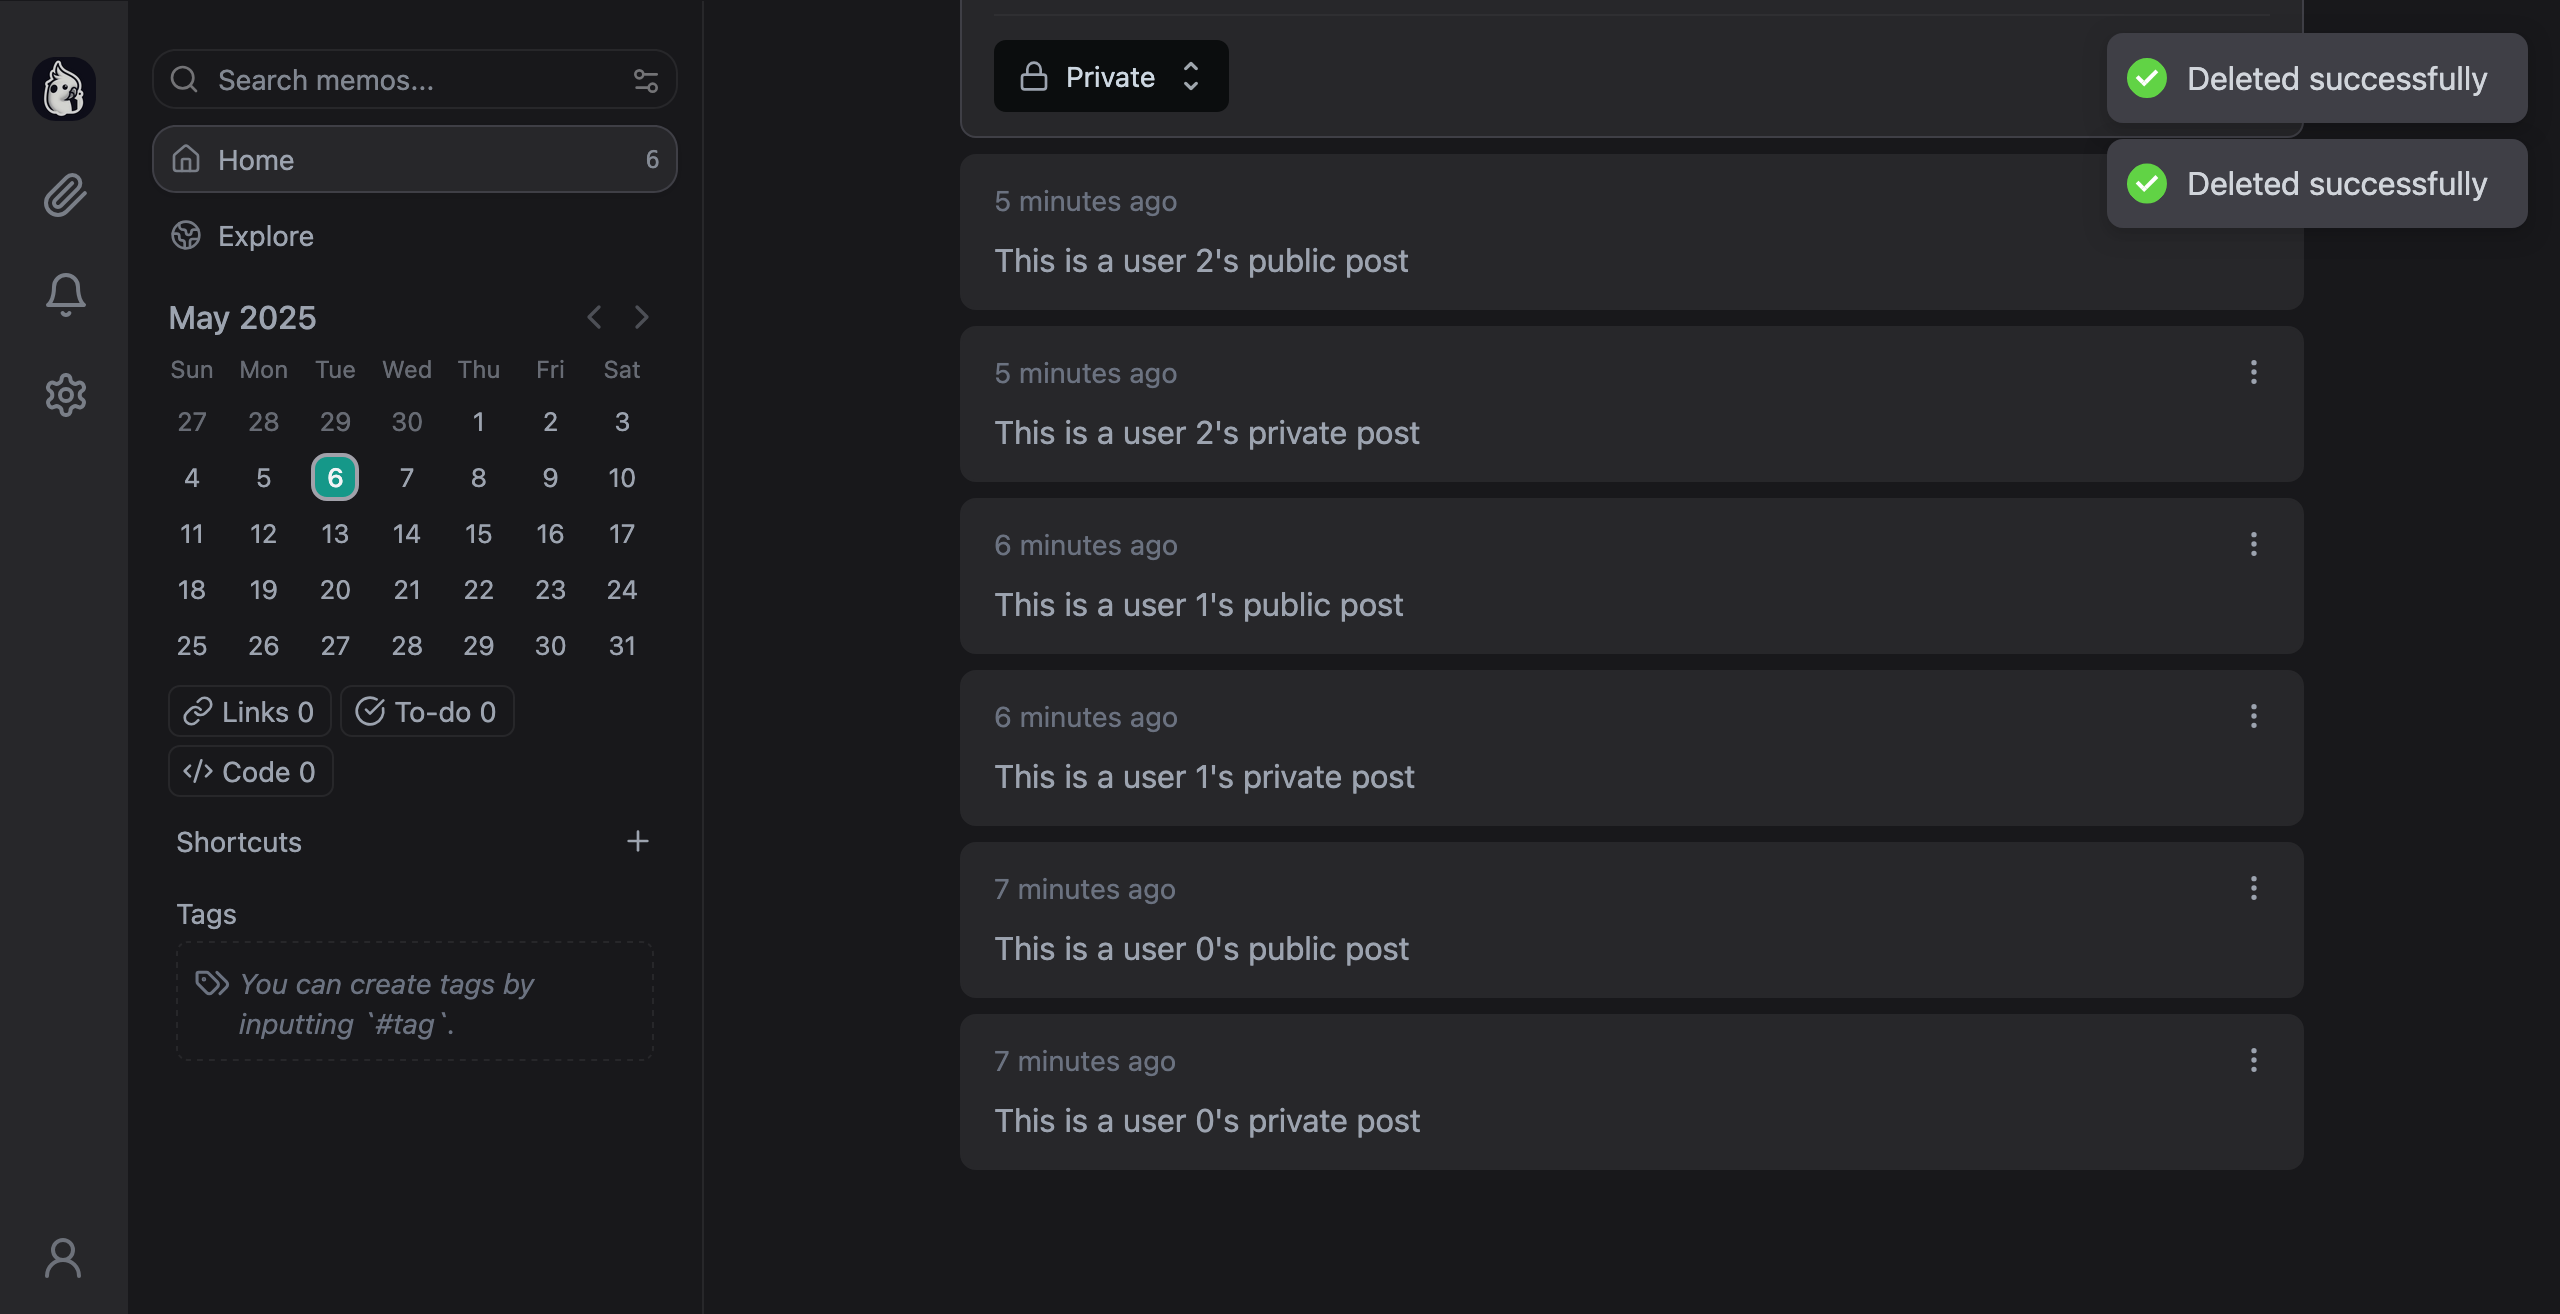 Search memos...
Home 6
Explore
May 2025
Sun Mon Tue Wed Thu Fri Sat
27 28 29 30 1 2 3
4 5 6 7 8 9 10
11 12 13 14 15 16 17
18 19 20 21 22 23 24
25 26 27 28 29 30 31
Links 0 To-do 0
Code 0
Shortcuts
Tags
You can create tags by
inputting `#tag`.
Private
5 minutes ago
This is a user 2's public post
5 minutes ago
This is a user 2's private post
6 minutes ago
This is a user 1's public post
6 minutes ago
This is a user 1's private post
7 minutes ago
This is a user 0's public post
7 minutes ago
This is a user 0's private post
Deleted successfully
Deleted successfully